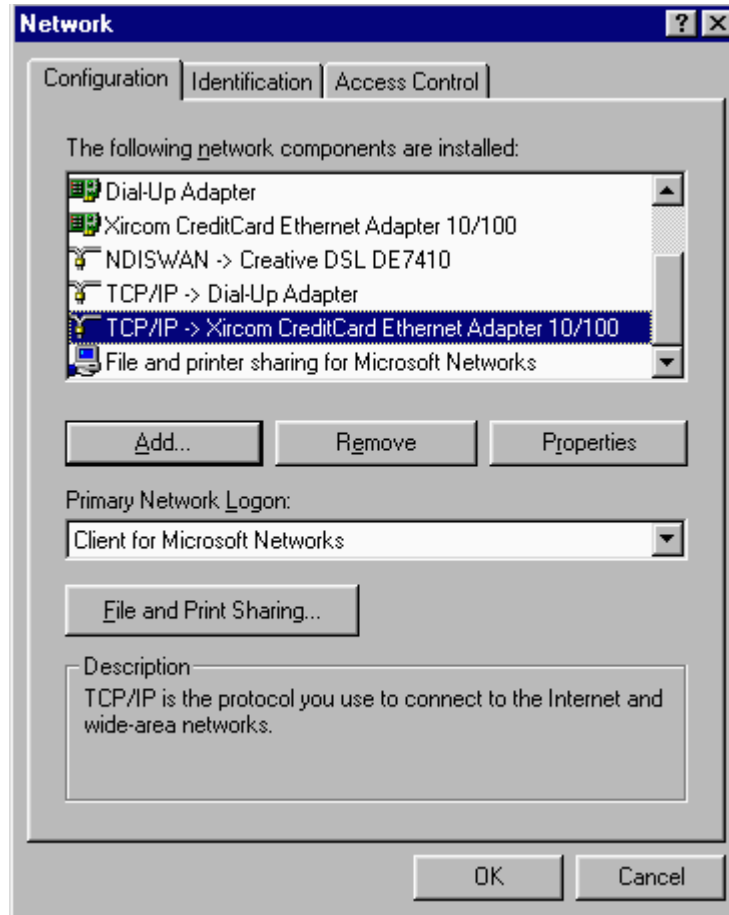 Network
Configuration Identification Access Control
The following network components are installed:
Dial-Up Adapter
Xircom CreditCard Ethernet Adapter 10/100
NDISWAN -> Creative DSL DE7410
TCP/IP -> Dial-Up Adapter
TCP/IP -> Xircom CreditCard Ethernet Adapter 10/100
File and printer sharing for Microsoft Networks
Add... Remove Properties
Primary Network Logon:
Client for Microsoft Networks
File and Print Sharing...
Description
TCP/IP is the protocol you use to connect to the Internet and
wide-area networks.
OK Cancel